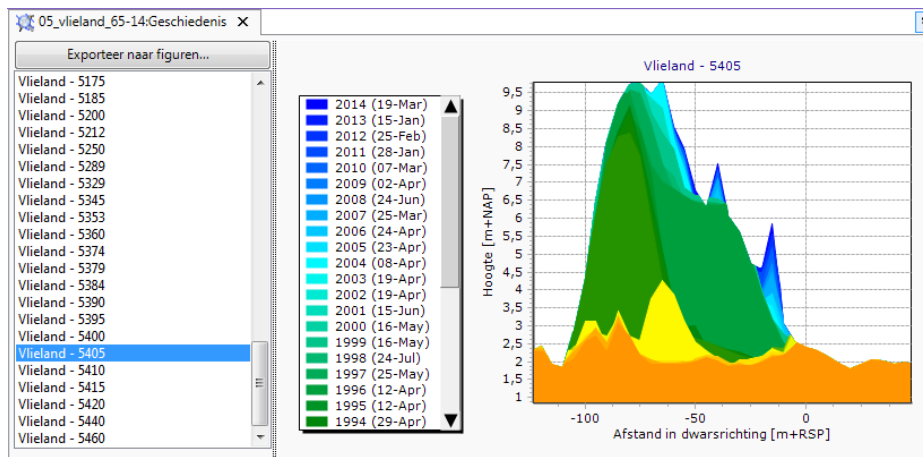 05_vlieland_65-14:Geschiedenis
Exporteer naar figuren...
Vlieland - 5175
Vlieland - 5185
Vlieland - 5200
Vlieland - 5212
Vlieland - 5250
Vlieland - 5289
Vlieland - 5329
Vlieland - 5345
Vlieland - 5353
Vlieland - 5360
Vlieland - 5374
Vlieland - 5379
Vlieland - 5384
Vlieland - 5390
Vlieland - 5395
Vlieland - 5400
Vlieland - 5405
Vlieland - 5410
Vlieland - 5415
Vlieland - 5420
Vlieland - 5440
Vlieland - 5460
2014 (19-Mar)
2013 (15-Jan)
2012 (25-Feb)
2011 (28-Jan)
2010 (07-Mar)
2009 (02-Apr)
2008 (24-Jun)
2007 (25-Mar)
2006 (24-Apr)
2005 (23-Apr)
2004 (08-Apr)
2003 (19-Apr)
2002 (19-Apr)
2001 (15-Jun)
2000 (16-May)
1999 (16-May)
1998 (24-Jul)
1997 (25-May)
1996 (12-Apr)
1995 (12-Apr)
1994 (29-Apr)
Vlieland - 5405
Hoogte [m+NAP]
9,5
9
8,5
8
7,5
7
6,5
6
5,5
5
4,5
4
3,5
3
2,5
2
1,5
1
-100
-50
0
Afstand in dwarsrichting [m+RSP]